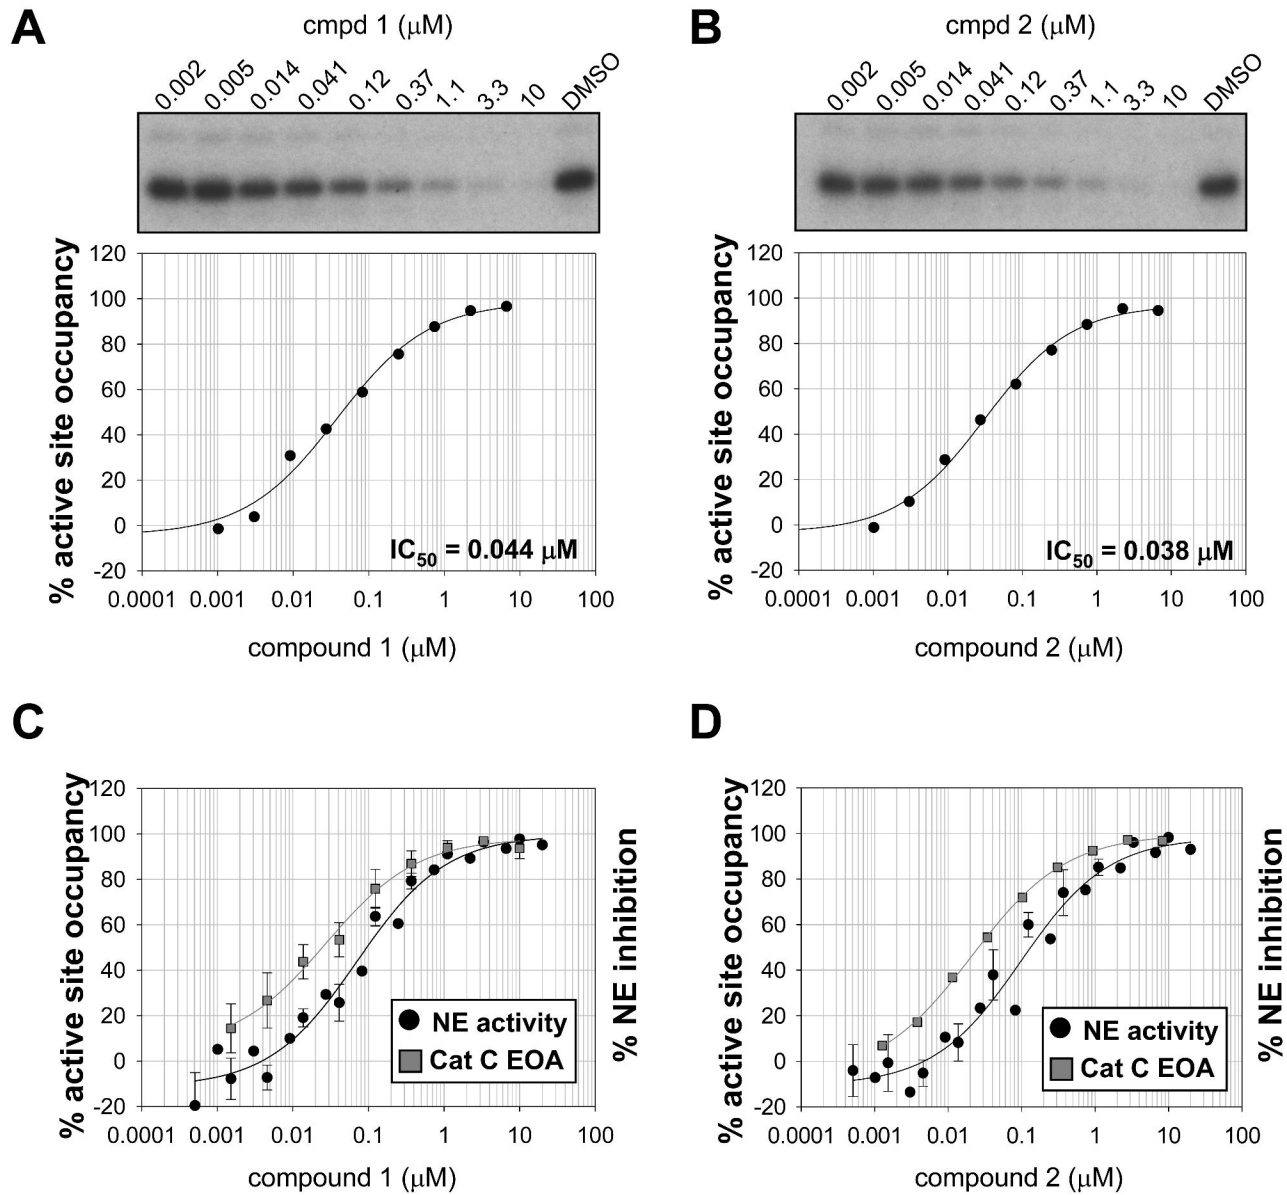 A
cmpd 1 (μM)
0.002 0.005 0.014 0.041 0.12 0.37 1.1 3.3 10 DMSO
% active site occupancy
120
100
80
60
40
20
0
-20
IC50 = 0.044 μM
0.0001 0.001 0.01 0.1 1 10 100
compound 1 (μM)
B
cmpd 2 (μM)
0.002 0.005 0.014 0.041 0.12 0.37 1.1 3.3 10 DMSO
% active site occupancy
120
100
80
60
40
20
0
-20
IC50 = 0.038 μM
0.0001 0.001 0.01 0.1 1 10 100
compound 2 (μM)
C
% active site occupancy
120
100
80
60
40
20
0
-20
NE activity
Cat C EOA
% NE inhibition
0.0001 0.001 0.01 0.1 1 10 100
compound 1 (μM)
D
% active site occupancy
120
100
80
60
40
20
0
-20
NE activity
Cat C EOA
% NE inhibition
0.0001 0.001 0.01 0.1 1 10 100
compound 2 (μM)